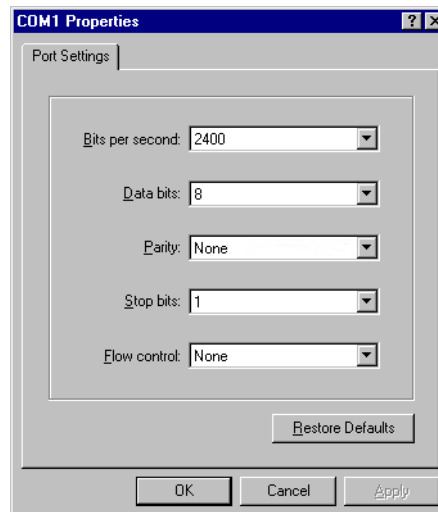 COM1 Properties
Port Settings
Bits per second: 2400
Data bits: 8
Parity: None
Stop bits: 1
Flow control: None
Restore Defaults
OK Cancel Apply